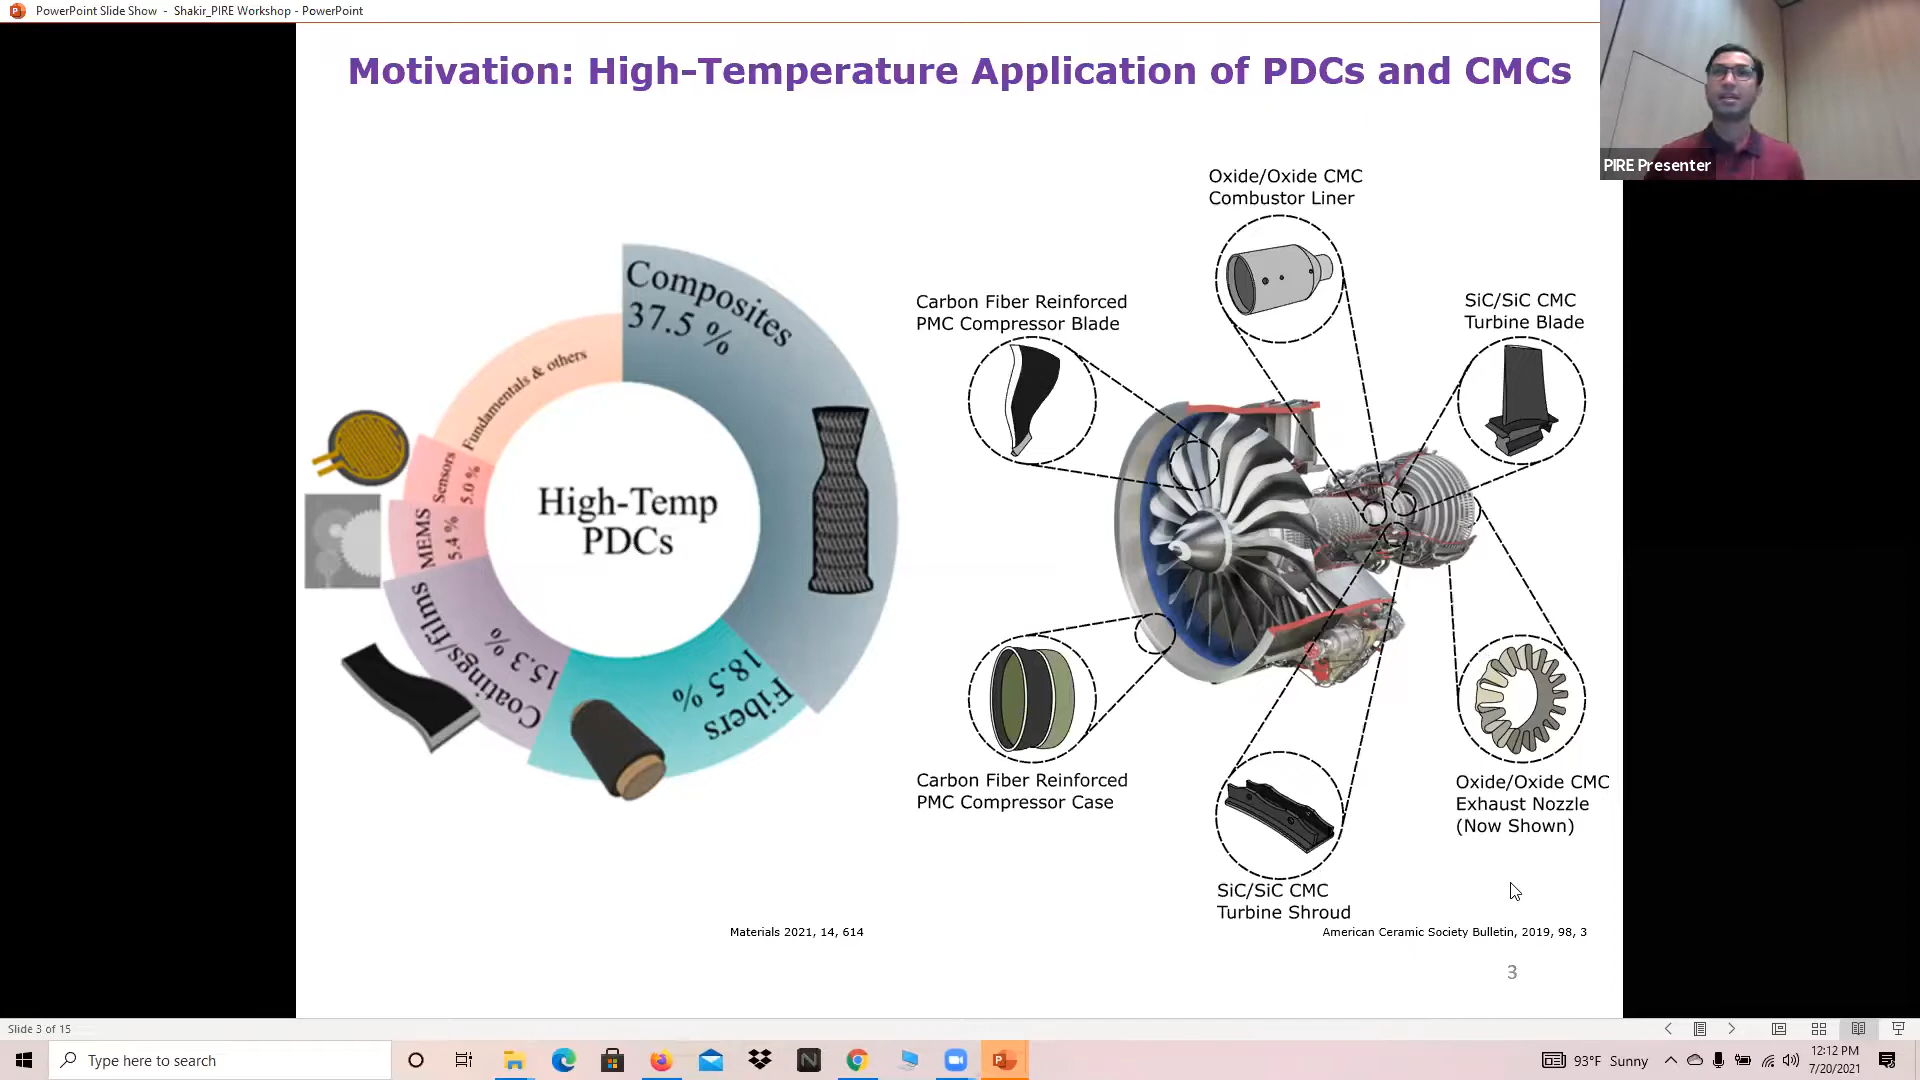 PowerPoint Slide Show - Shakir_PIRE Workshop - PowerPoint
Motivation: High-Temperature Application of PDCs and CMCs
PIRE Presenter
Composites
37.5 %
Fundamentals & others
Sensors
5.0 %
MEMS
5.4 %
Coatings/films
15.3 %
Fibers
18.5 %
High-Temp
PDCs
Oxide/Oxide CMC
Combustor Liner
Carbon Fiber Reinforced
PMC Compressor Blade
SiC/SiC CMC
Turbine Blade
Carbon Fiber Reinforced
PMC Compressor Case
Oxide/Oxide CMC
Exhaust Nozzle
(Now Shown)
SiC/SiC CMC
Turbine Shroud
Materials 2021, 14, 614
American Ceramic Society Bulletin, 2019, 98, 3
3
Slide 3 of 15
Type here to search
93°F Sunny
12:12 PM
7/20/2021